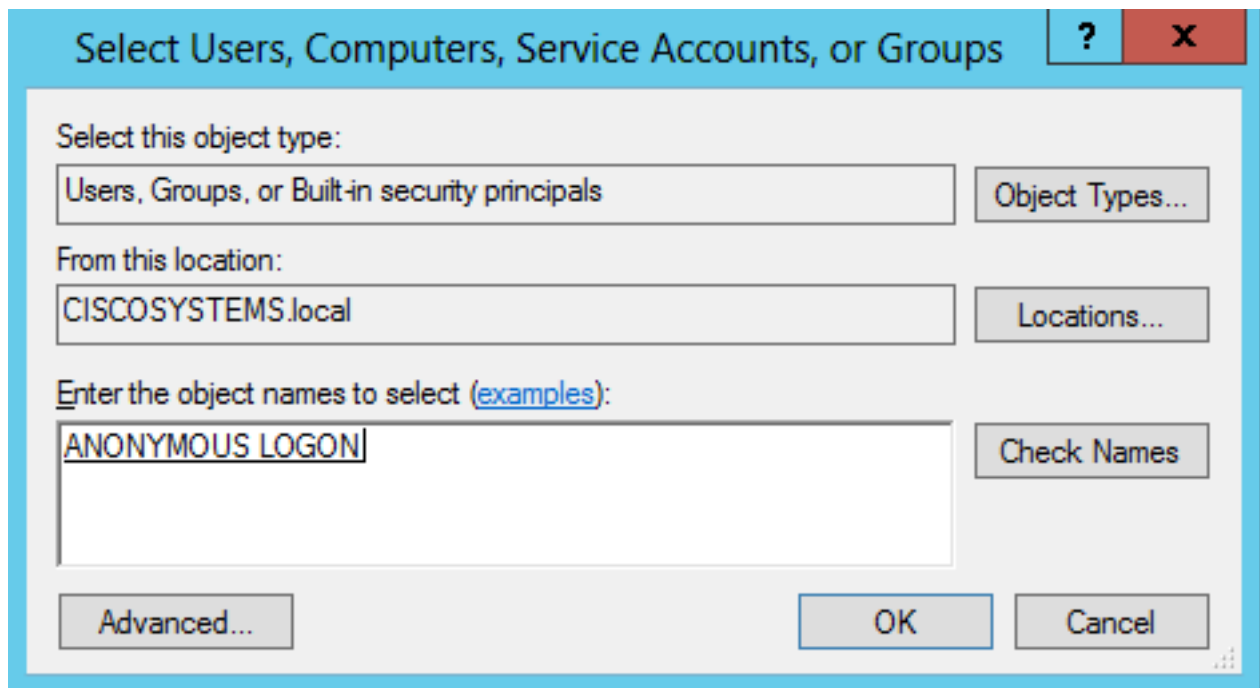 Select Users, Computers, Service Accounts, or Groups
?
x
Select this object type:
Users, Groups, or Built-in security principals
Object Types...
From this location:
CISCOSYSTEMS.local
Locations...
Enter the object names to select (examples):
ANONYMOUS LOGON
Check Names
Advanced...
OK
Cancel